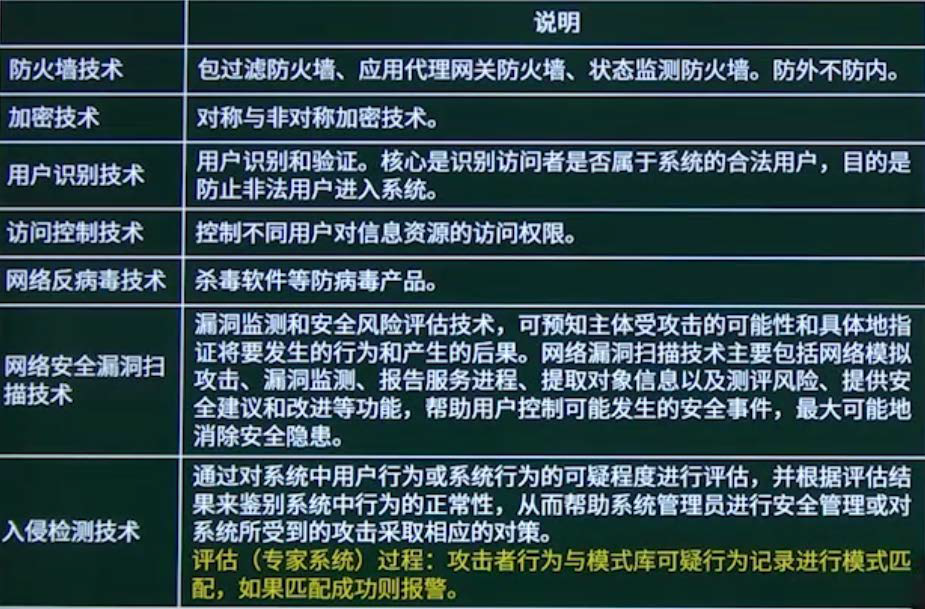 说明
防火墙技术
包过滤防火墙、应用代理网关防火墙、状态监测防火墙。防外不防内。
加密技术
对称与非对称加密技术。
用户识别技术
用户识别和验证。核心是识别访问者是否属于系统的合法用户，目的是
防止非法用户进入系统。
访问控制技术
控制不同用户对信息资源的访问权限。
网络反病毒技术
杀毒软件等防病毒产品。
网络安全漏洞扫
描技术
漏洞监测和安全风险评估技术，可预知主体受攻击的可能性和具体地指
证将要发生的行为和产生的后果。网络漏洞扫描技术主要包括网络模拟
攻击、漏洞监测、报告服务进程、提取对象信息以及测评风险、提供安
全建议和改进等功能，帮助用户控制可能发生的安全事件，最大可能地
消除安全隐患。
入侵检测技术
通过对系统中用户行为或系统行为的可疑程度进行评估，并根据评估结
果来鉴别系统中行为的正常性，从而帮助系统管理员进行安全管理或对
系统所受到的攻击采取相应的对策。
评估（专家系统）过程：攻击者行为与模式库可疑行为记录进行模式匹
配，如果匹配成功则报警。